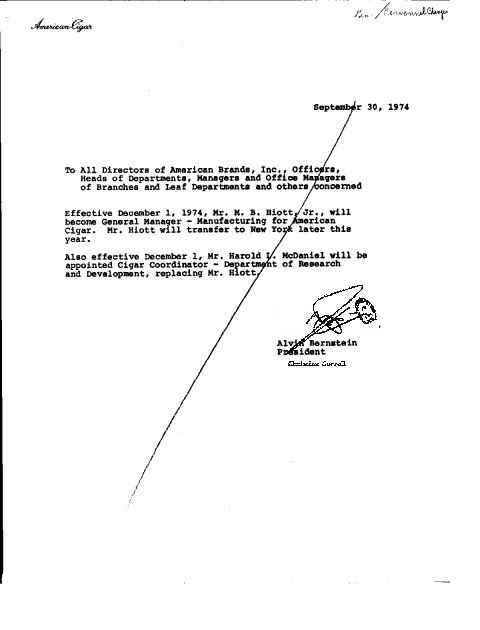 Gen. / Personnel Changes
American Cigar
September 30, 1974
To All Directors of American Brands, Inc., Officers,
Heads of Departments, Managers and Office Managers
of Branches and Leaf Departments and others concerned
Effective December 1, 1974, Mr. M. B. Hiott, Jr., will
become General Manager - Manufacturing for American
Cigar. Mr. Hiott will transfer to New York later this
year.
Also effective December 1, Mr. Harold L. McDaniel will be
appointed Cigar Coordinator - Department of Research
and Development, replacing Mr. Hiott.
Alvin Bernstein
President